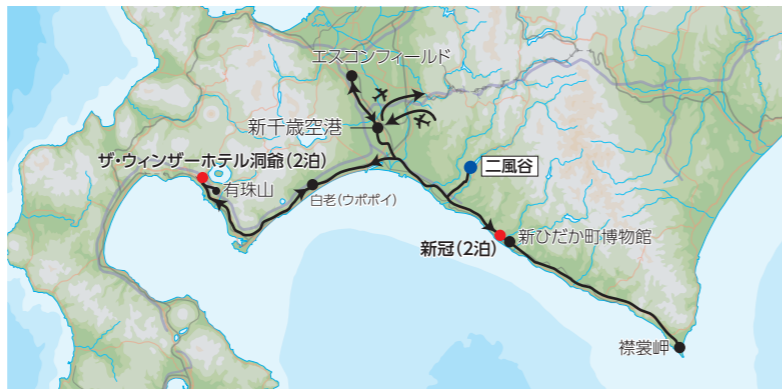 エスコンフィールド
新千歳空港
ザ・ウィンザーホテル洞爺(2泊)
有珠山
白老(ウポポイ)
二風谷
新冠(2泊)
新ひだか町博物館
襟裳岬